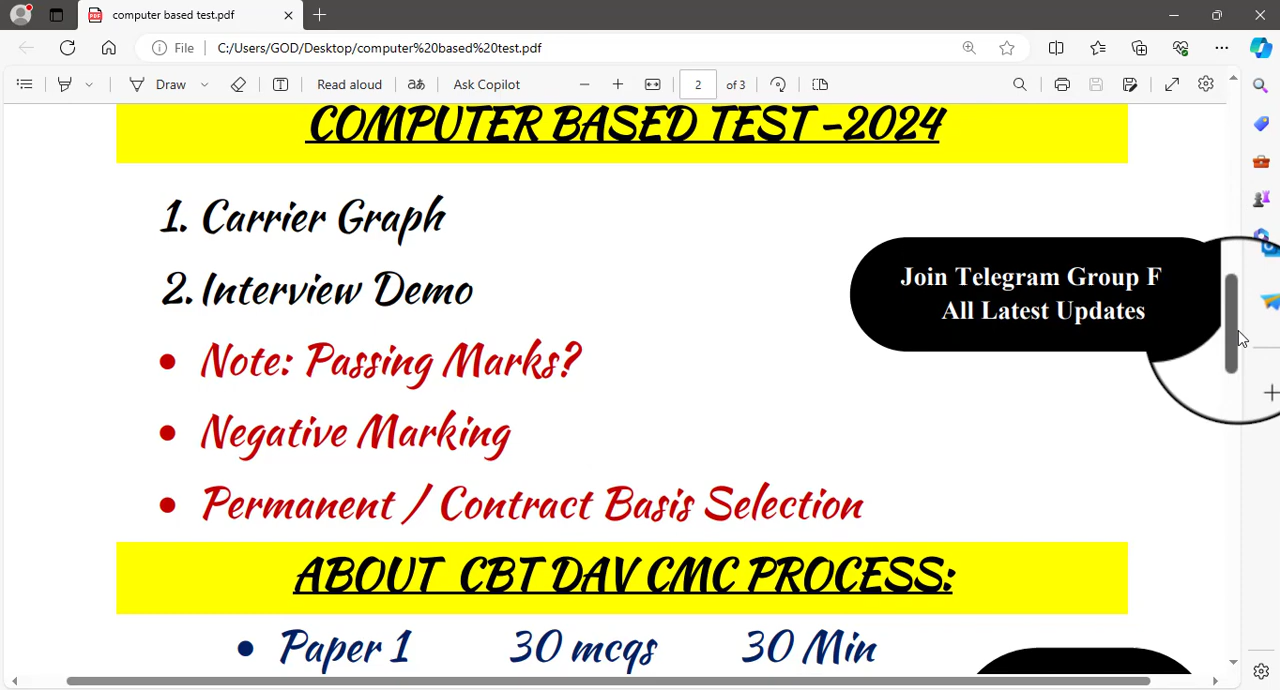 computer based test.pdf
File
C:/Users/GOD/Desktop/computer%20based%20test.pdf
Draw
Read aloud
aあ
Ask Copilot
2
of 3
COMPUTER BASED TEST -2024
1. Carrier Graph
2. Interview Demo
Join Telegram Group F
All Latest Updates
• Note: Passing Marks?
• Negative Marking
• Permanent / Contract Basis Selection
ABOUT CBT DAV CMC PROCESS:
• Paper 1 30 mcqs 30 Min